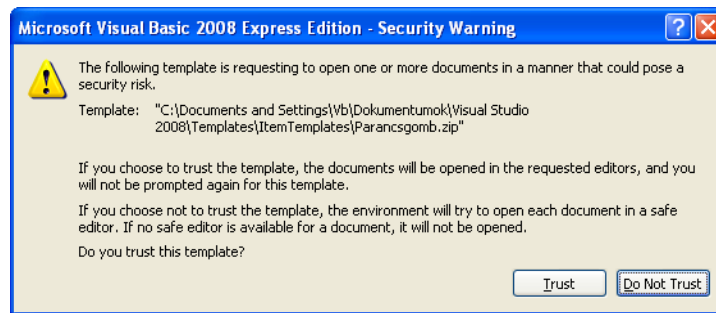 Microsoft Visual Basic 2008 Express Edition - Security Warning
The following template is requesting to open one or more documents in a manner that could pose a
security risk.
Template: "C:\Documents and Settings\Vb\Dokumentumok\Visual Studio
2008\Templates\ItemTemplates\Parancsgomb.zip"
If you choose to trust the template, the documents will be opened in the requested editors, and you
will not be prompted again for this template.
If you choose not to trust the template, the environment will try to open each document in a safe
editor. If no safe editor is available for a document, it will not be opened.
Do you trust this template?
Trust Do Not Trust